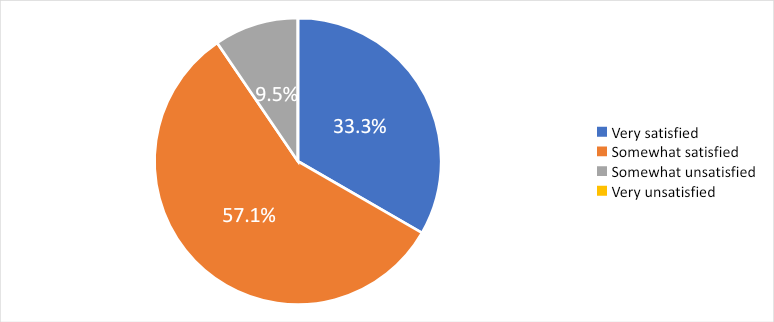 9.5%
33.3%
57.1%
Very satisfied
Somewhat satisfied
Somewhat unsatisfied
Very unsatisfied